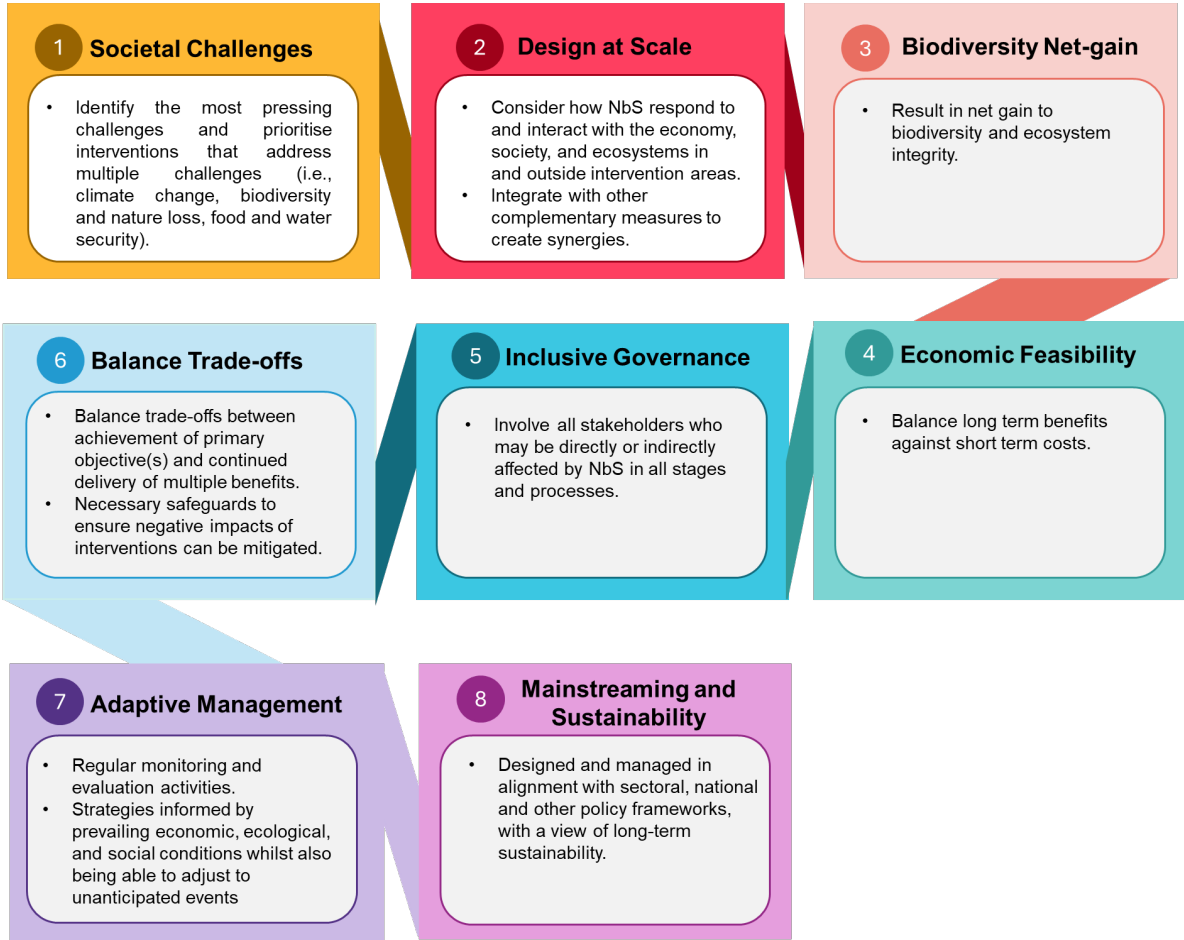 1 Societal Challenges
• Identify the most pressing
challenges and prioritise
interventions that address
multiple challenges (i.e.,
climate change, biodiversity
and nature loss, food and water
security).
2 Design at Scale
• Consider how NbS respond to
and interact with the economy,
society, and ecosystems in
and outside intervention areas.
• Integrate with other
complementary measures to
create synergies.
3 Biodiversity Net-gain
• Result in net gain to
biodiversity and ecosystem
integrity.
4 Economic Feasibility
• Balance long term benefits
against short term costs.
5 Inclusive Governance
• Involve all stakeholders who
may be directly or indirectly
affected by NbS in all stages
and processes.
6 Balance Trade-offs
• Balance trade-offs between
achievement of primary
objective(s) and continued
delivery of multiple benefits.
• Necessary safeguards to
ensure negative impacts of
interventions can be mitigated.
7 Adaptive Management
• Regular monitoring and
evaluation activities.
• Strategies informed by
prevailing economic, ecological,
and social conditions whilst also
being able to adjust to
unanticipated events
8 Mainstreaming and
Sustainability
• Designed and managed in
alignment with sectoral, national
and other policy frameworks,
with a view of long-term
sustainability.